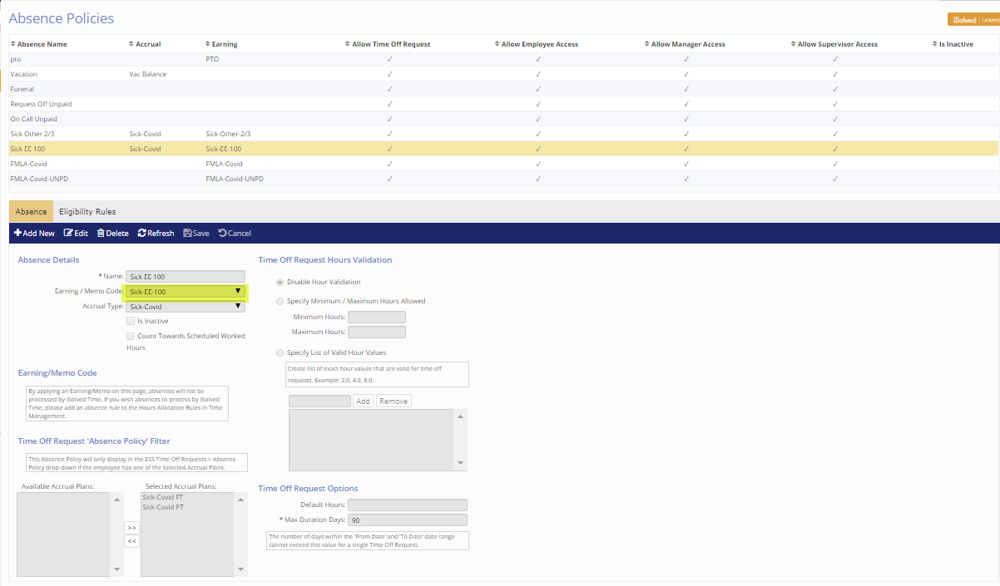 Absence Policies
iSolved | Univers
Absence Name Accrual Earning Allow Time Off Request Allow Employee Access Allow Manager Access Allow Supervisor Access Is Inactive
pto PTO ✓ ✓ ✓ ✓
Vacation Vac Balance ✓ ✓ ✓ ✓
Funeral ✓ ✓ ✓ ✓
Request Off Unpaid ✓ ✓ ✓ ✓
On Call Unpaid ✓ ✓ ✓ ✓
Sick Other 2/3 Sick-Covid Sick-Other-2/3 ✓ ✓ ✓ ✓
Sick EE 100 Sick-Covid Sick-EE-100 ✓ ✓ ✓ ✓
FMLA-Covid FMLA-Covid ✓ ✓ ✓ ✓
FMLA-Covid-UNPD FMLA-Covid-UNPD ✓ ✓ ✓ ✓
Absence Eligibility Rules
Add New Edit Delete Refresh Save Cancel
Absence Details
* Name: Sick EE 100
Earning / Memo Code: Sick-EE-100
Accrual Type: Sick-Covid
Is Inactive
Count Towards Scheduled Worked
Hours
Earning/Memo Code
By applying an Earning/Memo on this page, absences will not be
processed by iSolved Time. If you wish absences to process by iSolved
Time, please add an absence rule to the Hours Allocation Rules in Time
Management.
Time Off Request 'Absence Policy' Filter
This Absence Policy will only display in the ESS Time Off Requests > Absence
Policy drop-down if the employee has one of the Selected Accrual Plans.
Available Accrual Plans: Selected Accrual Plans:
Sick-Covid FT
Sick-Covid PT
>>
<<
Time Off Request Hours Validation
Disable Hour Validation
Specify Minimum / Maximum Hours Allowed
Minimum Hours:
Maximum Hours:
Specify List of Valid Hour Values
Create list of exact hour values that are valid for time off
requests. Example: 2.0, 4.0, 8.0.
Add Remove
Time Off Request Options
Default Hours:
* Max Duration Days: 90
The number of days within the 'From Date' and 'To Date' date range
cannot exceed this value for a single Time Off Request.